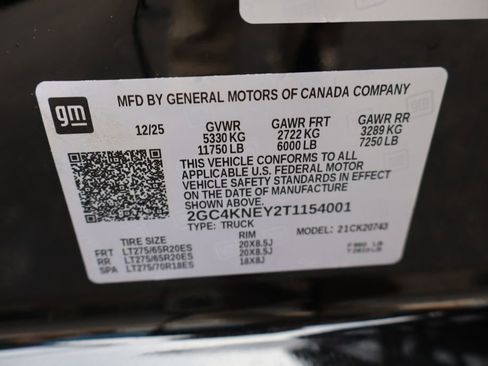 gm
MFD BY GENERAL MOTORS OF CANADA COMPANY
12/25 GVWR GAWR FRT GAWR RR
5330 KG 2722 KG 3289 KG
11750 LB 6000 LB 7250 LB
THIS VEHICLE CONFORMS TO ALL
APPLICABLE U.S. FEDERAL MOTOR
VEHICLE SAFETY STANDARDS IN EFFECT
ON THE DATE OF MANUFACTURE SHOWN ABOVE.
2GC4KNEY2T1154001
TYPE: TRUCK MODEL: 21CK20743
TIRE SIZE RIM
FRT LT275/65R20ES 20X8.5J
RR LT275/65R20ES 20X8.5J
SPA LT275/70R18ES 18X8J